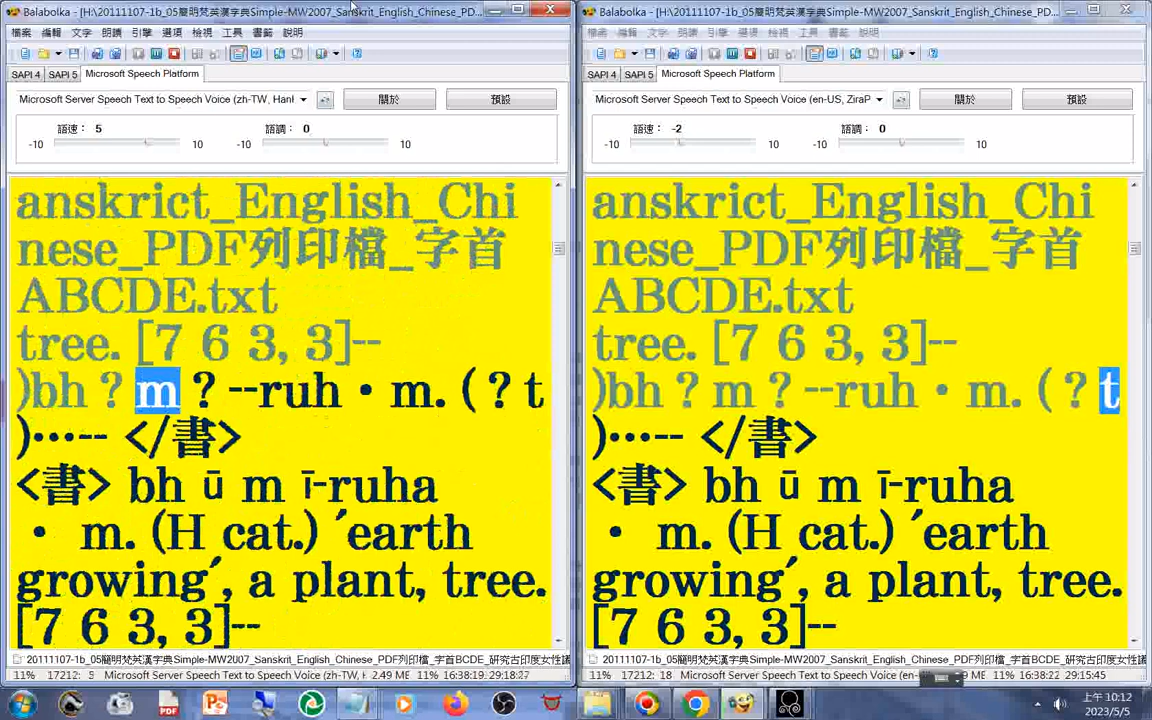 Balabolka - [H:\20111107-1b_05簡明梵英漢字典Simple-MW2007_Sanskrit_English_Chinese_PD...
檔案 編輯 文字 朗讀 引擎 選項 檢視 工具 書籤 說明
SAPI 4 SAPI 5 Microsoft Speech Platform
Microsoft Server Speech Text to Speech Voice (zh-TW, HanH
關於 預設
語速： 5 語調： 0
-10 10 -10 10
anskrict_English_Chi
nese_PDF列印檔_字首
ABCDE.txt
tree. [7 6 3, 3]--
)bh ? m ? --ruh • m. ( ? t
)…-- </書>
<書> bh ū m ī-ruha
• m. (H cat.) ′earth
growing′, a plant, tree.
[7 6 3, 3]--
20111107-1b_05簡明梵英漢字典Simple-MW2007_Sanskrit_English_Chinese_PDF列印檔_字首BCDE_研究古印度女性議
11% 17212: 5 Microsoft Speech Platform Microsoft Server Speech Text to Speech Voice (zh-TW, H 2.49 ME 11% 16:38:19 29:18:27
Balabolka - [H:\20111107-1b_05簡明梵英漢字典Simple-MW2007_Sanskrit_English_Chinese_PD...
檔案 編輯 文字 朗讀 引擎 選項 檢視 工具 書籤 說明
SAPI 4 SAPI 5 Microsoft Speech Platform
Microsoft Server Speech Text to Speech Voice (en-US, ZiraP
關於 預設
語速： -2 語調： 0
-10 10 -10 10
anskrict_English_Chi
nese_PDF列印檔_字首
ABCDE.txt
tree. [7 6 3, 3]--
)bh ? m ? --ruh • m. ( ? t
)…-- </書>
<書> bh ū m ī-ruha
• m. (H cat.) ′earth
growing′, a plant, tree.
[7 6 3, 3]--
20111107-1b_05簡明梵英漢字典Simple-MW2007_Sanskrit_English_Chinese_PDF列印檔_字首BCDE_研究古印度女性議
11% 17212: 18 Microsoft Speech Platform Microsoft Server Speech Text to Speech Voice (en-US, 9 ME 11% 16:38:22 29:15:45
上午 10:12
2023/5/5